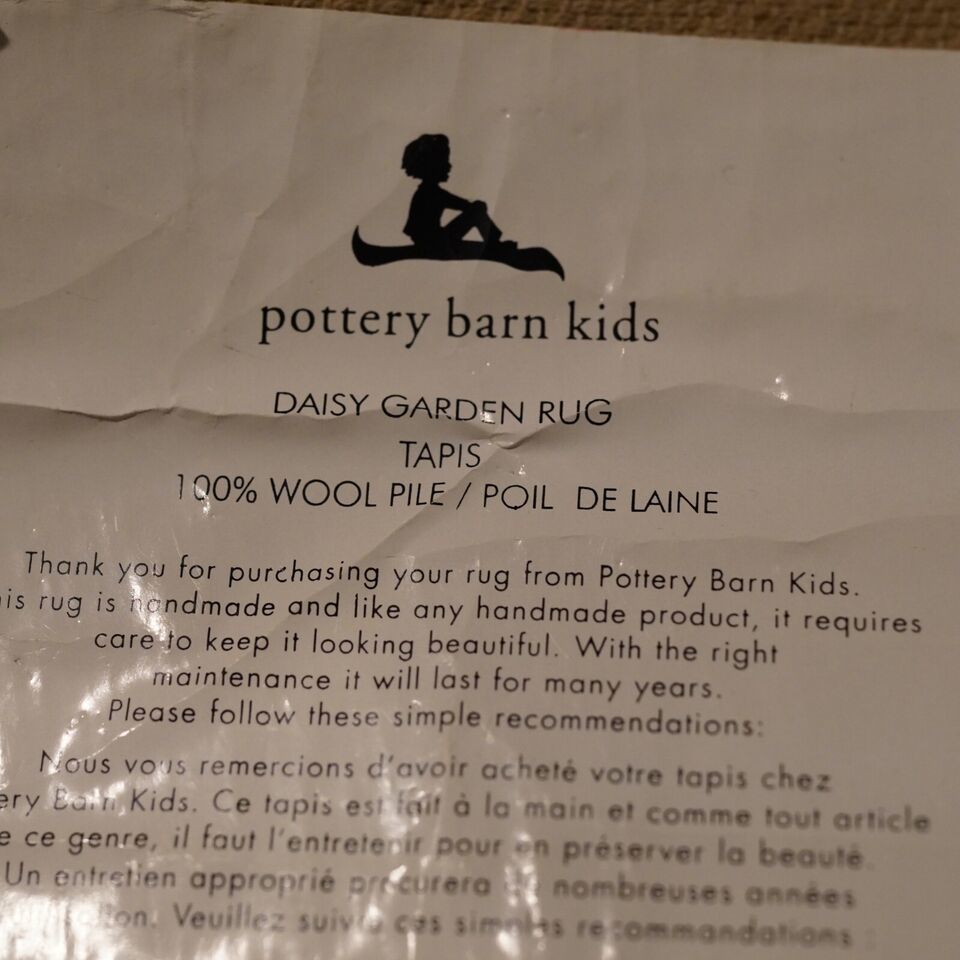 pottery barn kids
DAISY GARDEN RUG
TAPIS
100% WOOL PILE / POIL DE LAINE
Thank you for purchasing your rug from Pottery Barn Kids.
is rug is handmade and like any handmade product, it requires
care to keep it looking beautiful. With the right
maintenance it will last for many years.
Please follow these simple recommendations:
Nous vous remercions d'avoir acheté votre tapis chez
ery Barn Kids. Ce tapis est fait à la main et comme tout article
e ce genre, il faut l'entretenir pour en préserver la beauté.
Un entretien approprié procurera de nombreuses années
Veuillez suivre ces simples recommandations :